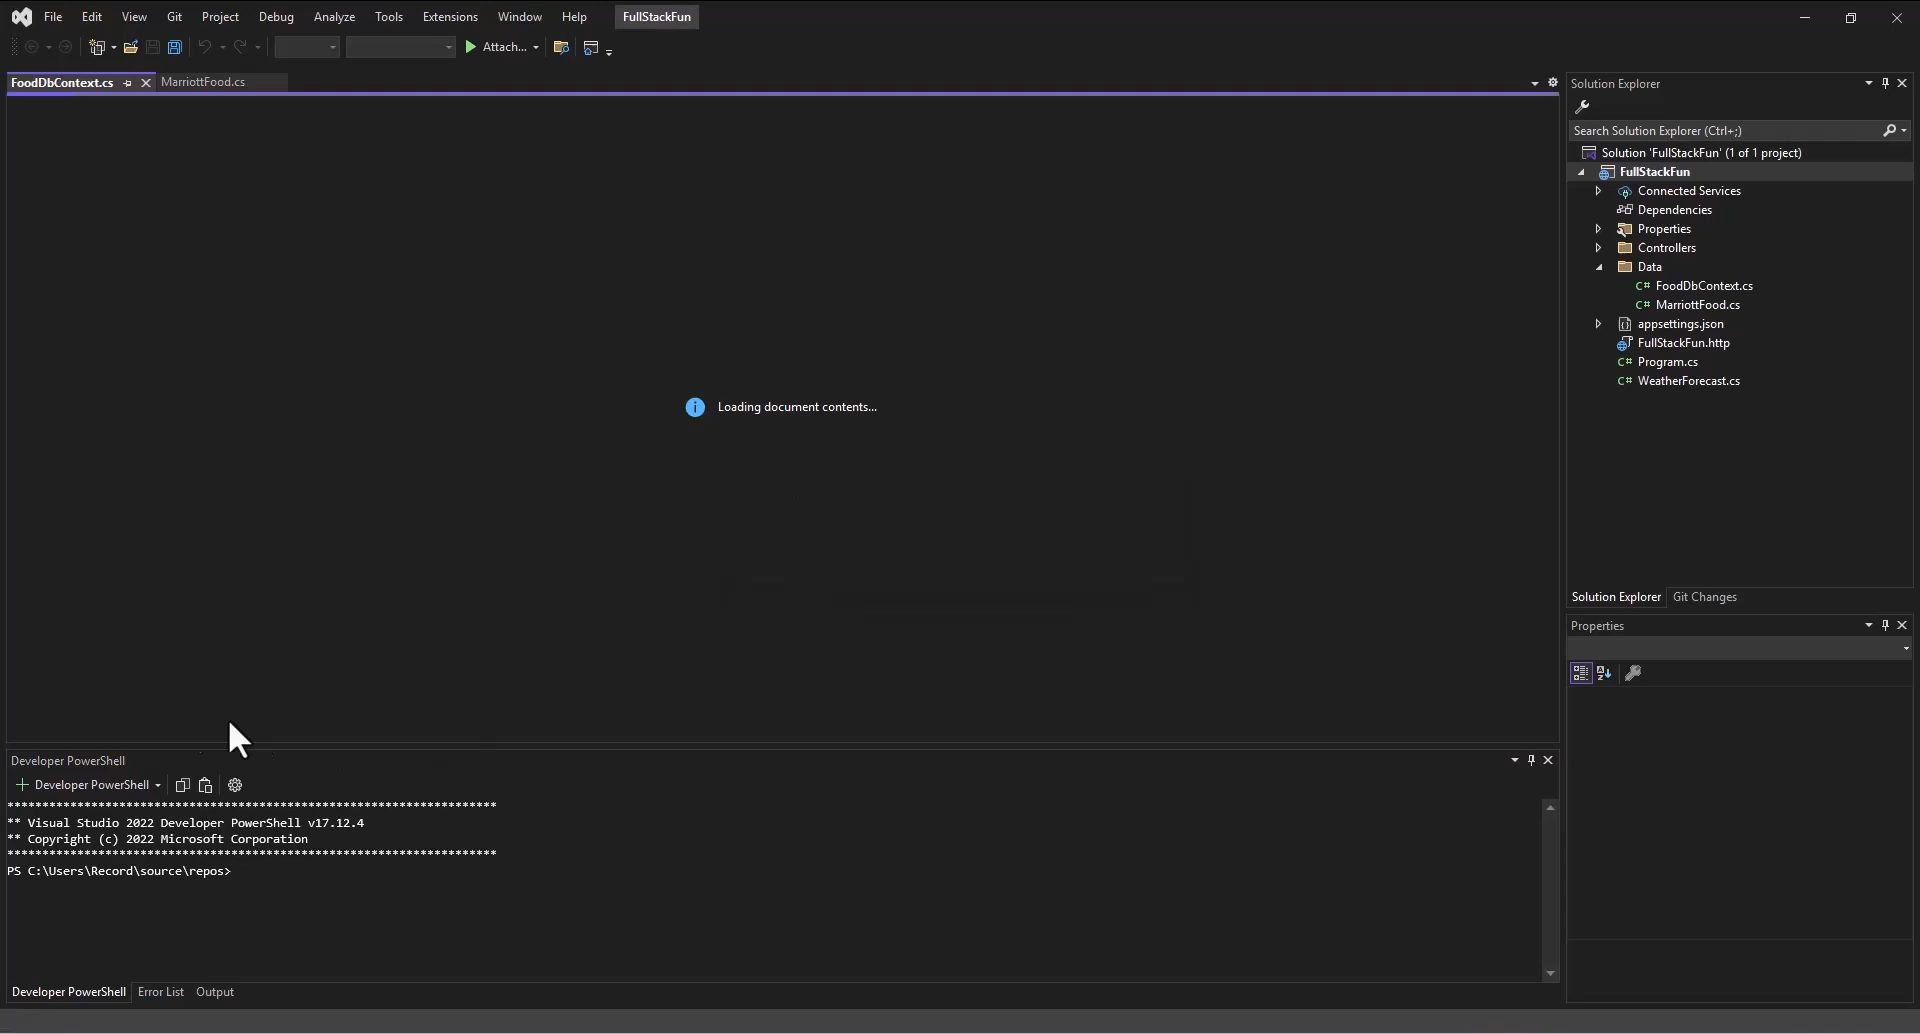 File Edit View Git Project Debug Analyze Tools Extensions Window Help FullStackFun
Attach...
FoodDbContext.cs MarriottFood.cs
Loading document contents...
Solution Explorer
Search Solution Explorer (Ctrl+;)
Solution 'FullStackFun' (1 of 1 project)
FullStackFun
Connected Services
Dependencies
Properties
Controllers
Data
C# FoodDbContext.cs
C# MarriottFood.cs
appsettings.json
FullStackFun.http
C# Program.cs
C# WeatherForecast.cs
Solution Explorer Git Changes
Properties
Developer PowerShell
Developer PowerShell
**********************************************************************
** Visual Studio 2022 Developer PowerShell v17.12.4
** Copyright (c) 2022 Microsoft Corporation
**********************************************************************
PS C:\Users\Record\source\repos>
Developer PowerShell Error List Output